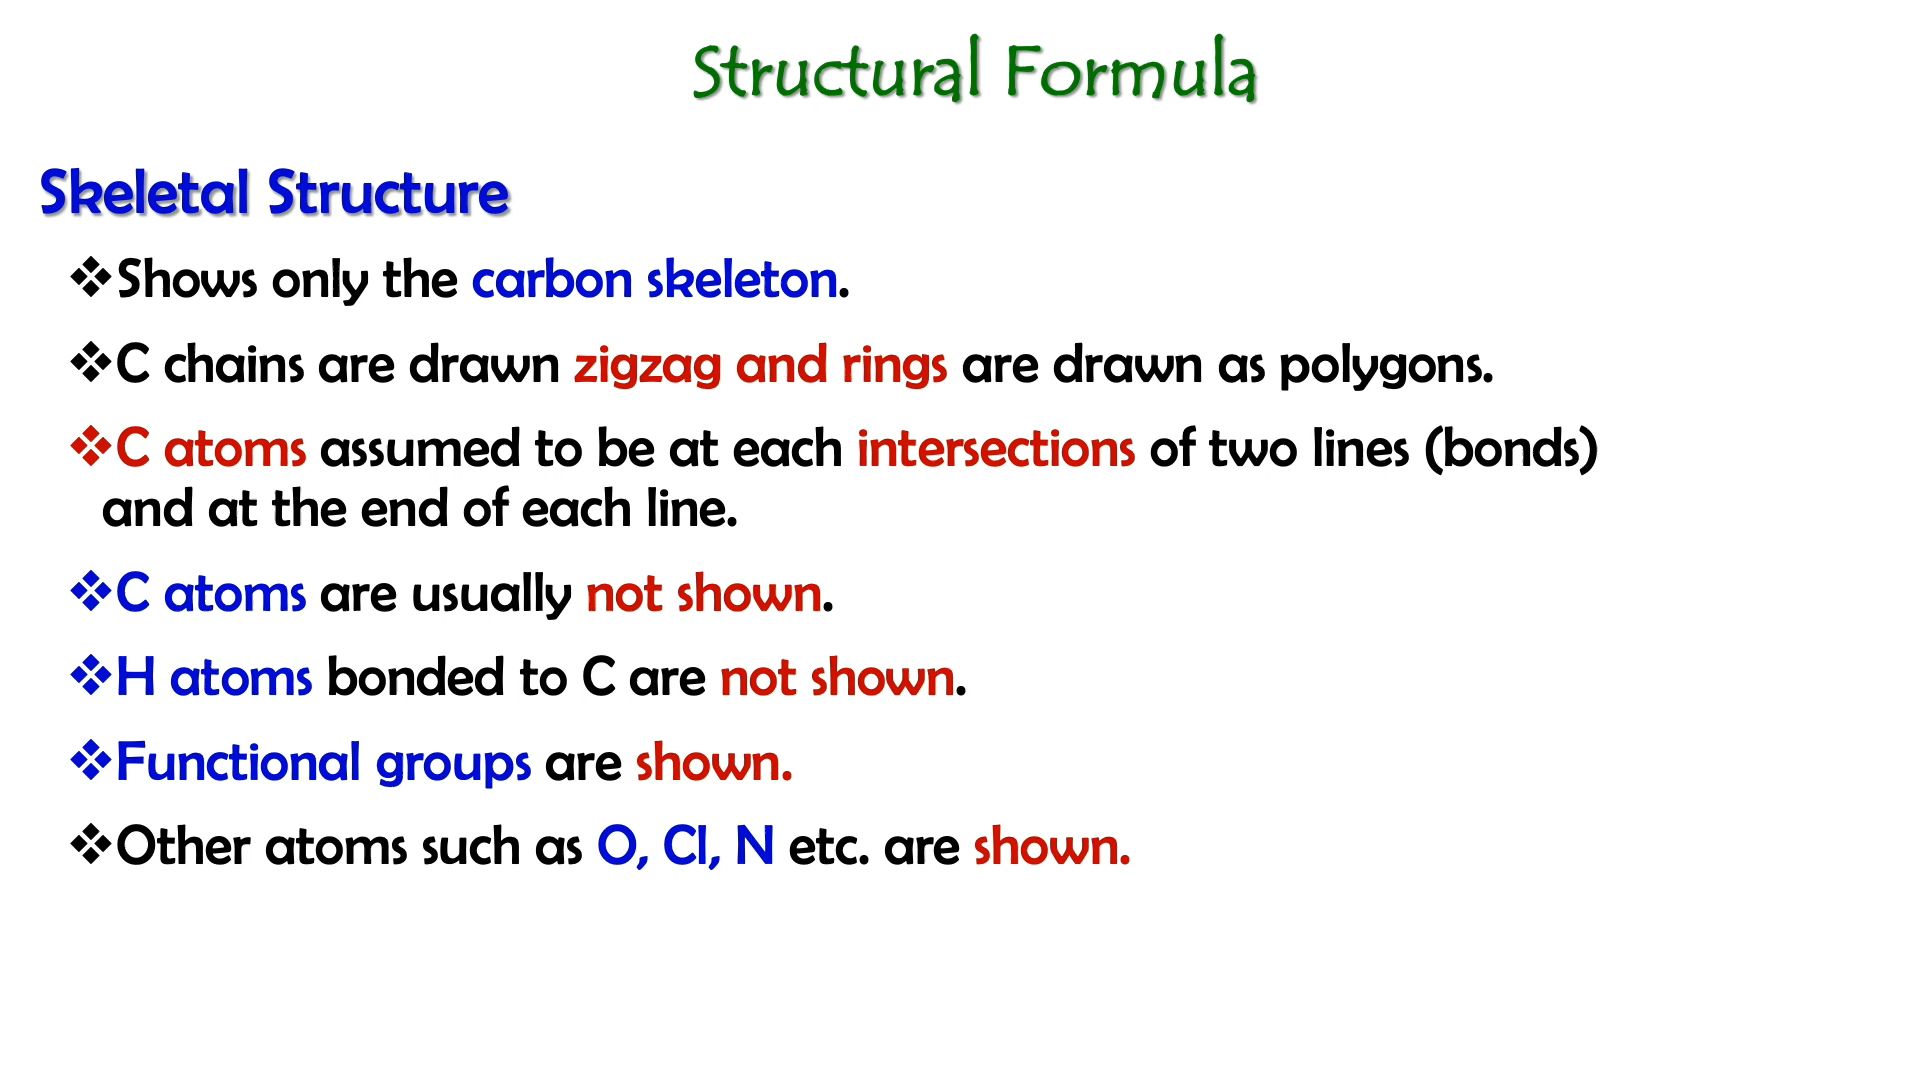 Structural Formula
Skeletal Structure
❖Shows only the carbon skeleton.
❖C chains are drawn zigzag and rings are drawn as polygons.
❖C atoms assumed to be at each intersections of two lines (bonds)
and at the end of each line.
❖C atoms are usually not shown.
❖H atoms bonded to C are not shown.
❖Functional groups are shown.
❖Other atoms such as O, Cl, N etc. are shown.